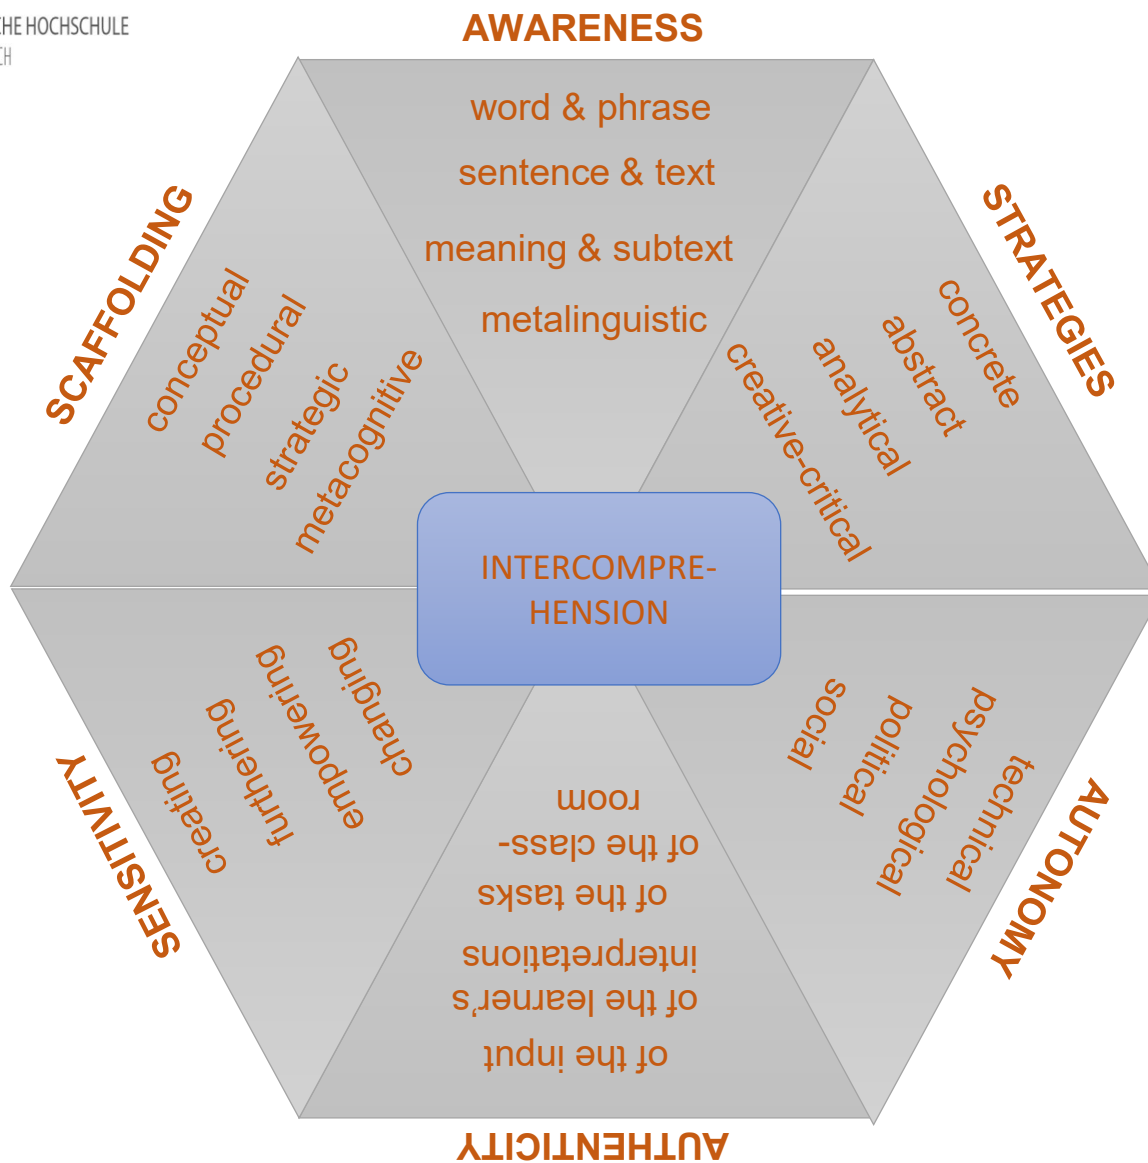 CHE HOCHSCHULE
CH
AWARENESS
word & phrase
sentence & text
meaning & subtext
metalinguistic
STRATEGIES
concrete
abstract
analytical
creative-critical
AUTONOMY
technical
psychological
political
social
AUTHENTICITY
of the input
of the learner’s
interpretations
of the tasks
of the class-
room
SENSITIVITY
creating
furthering
empowering
changing
SCAFFOLDING
conceptual
procedural
strategic
metacognitive
INTERCOMPRE-
HENSION